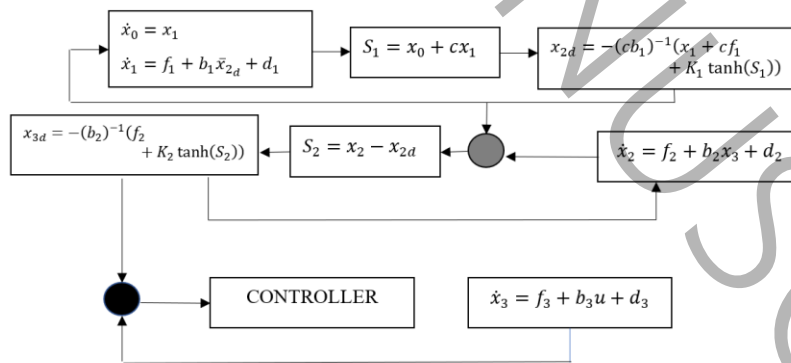 ẋ₀ = x₁
ẋ₁ = f₁ + b₁x̄₂_d + d₁
S₁ = x₀ + cx₁
x₂d = −(cb₁)⁻¹(x₁ + cf₁
+ K₁ tanh(S₁))
x₃d = −(b₂)⁻¹(f₂
+ K₂ tanh(S₂))
S₂ = x₂ − x₂d
ẋ₂ = f₂ + b₂x₃ + d₂
CONTROLLER
ẋ₃ = f₃ + b₃u + d₃